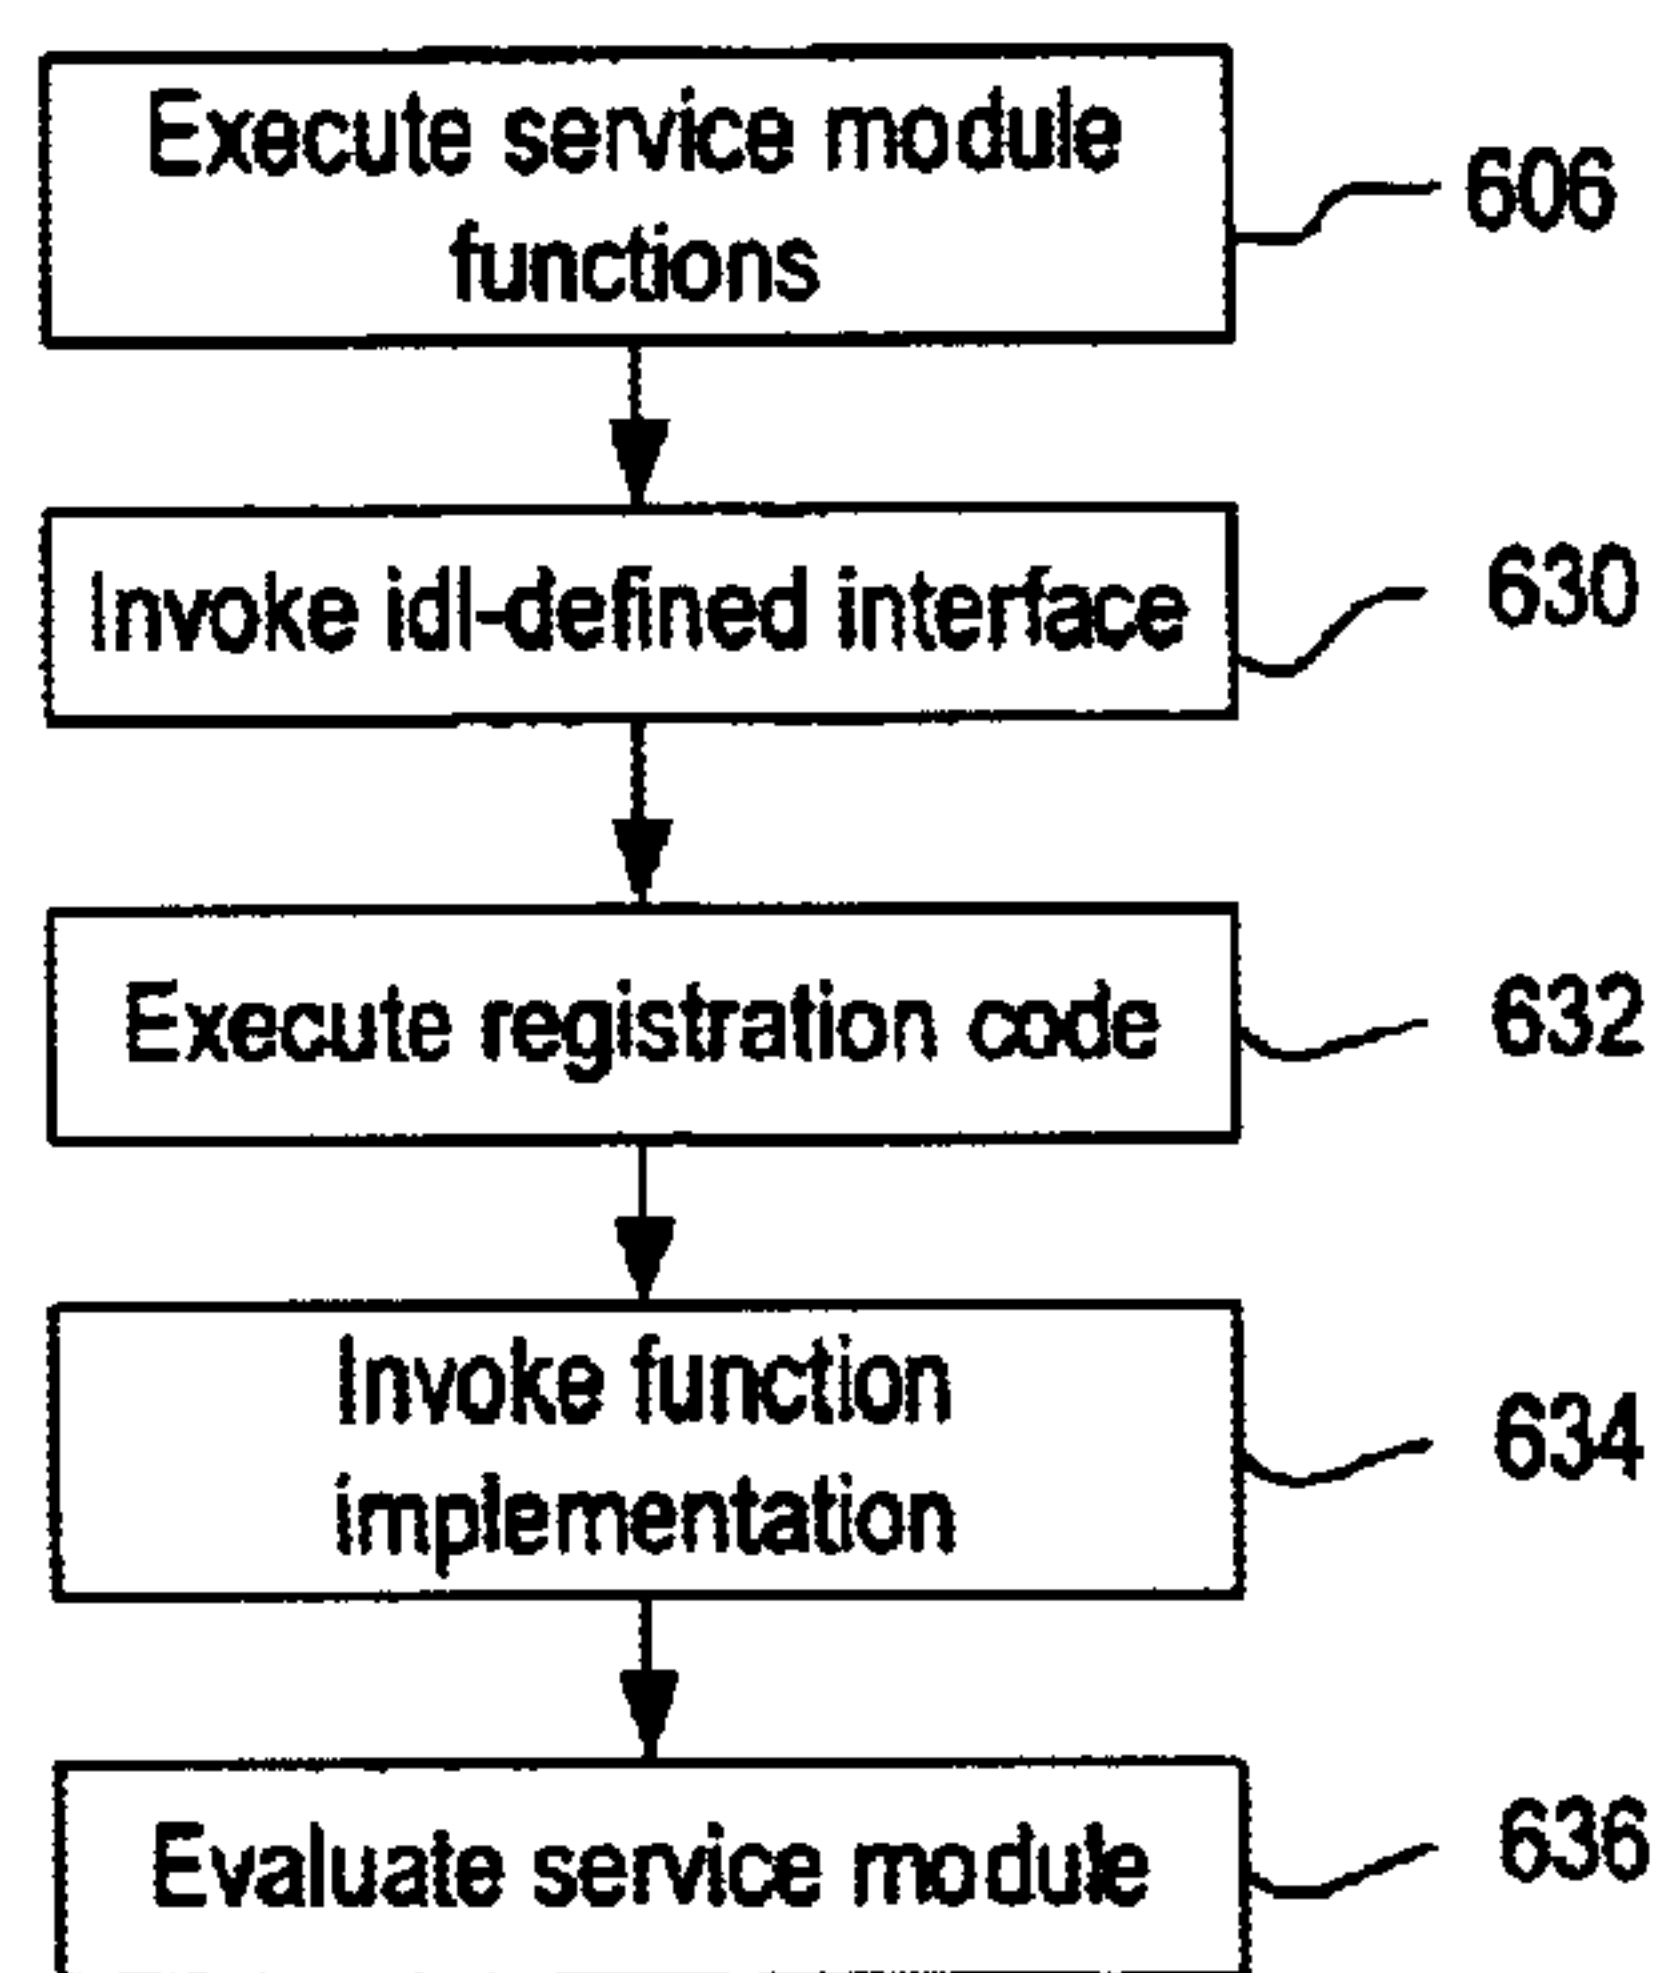 Execute service module
functions
606
Invoke idl-defined interface
630
Execute registration code
632
Invoke function
implementation
634
Evaluate service module
636